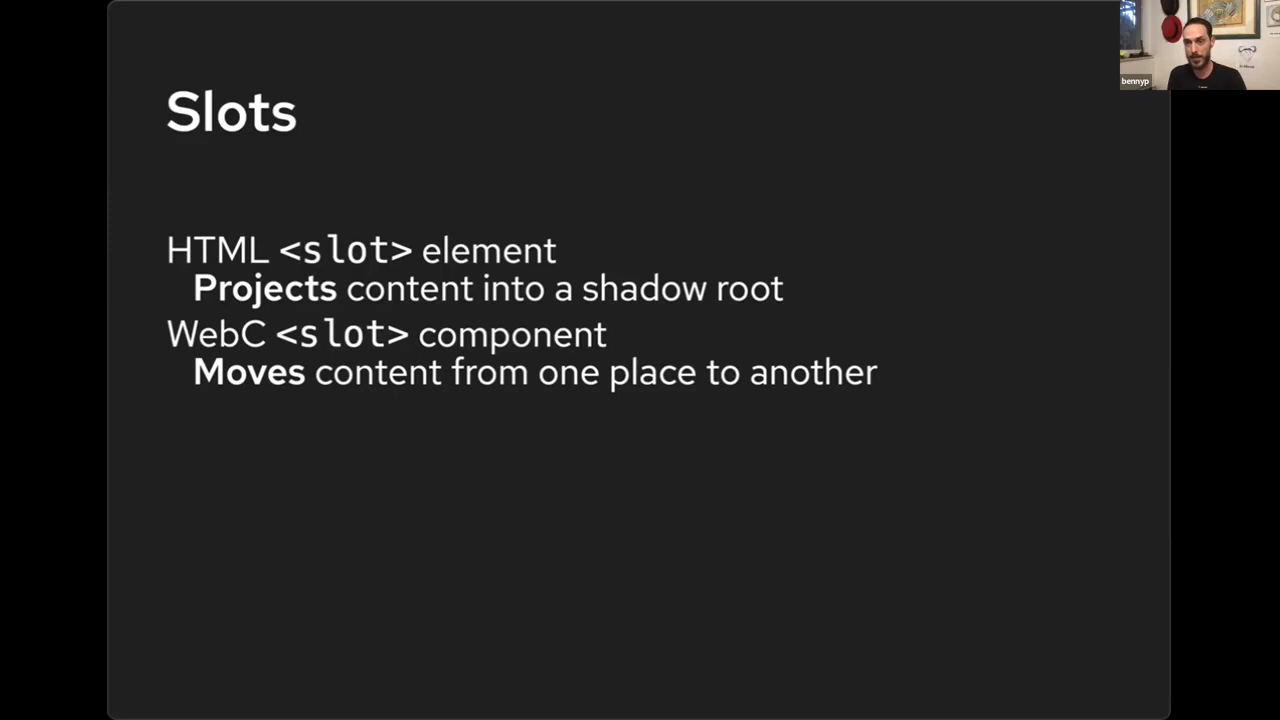 Slots
HTML <slot> element
Projects content into a shadow root
WebC <slot> component
Moves content from one place to another
bennyp